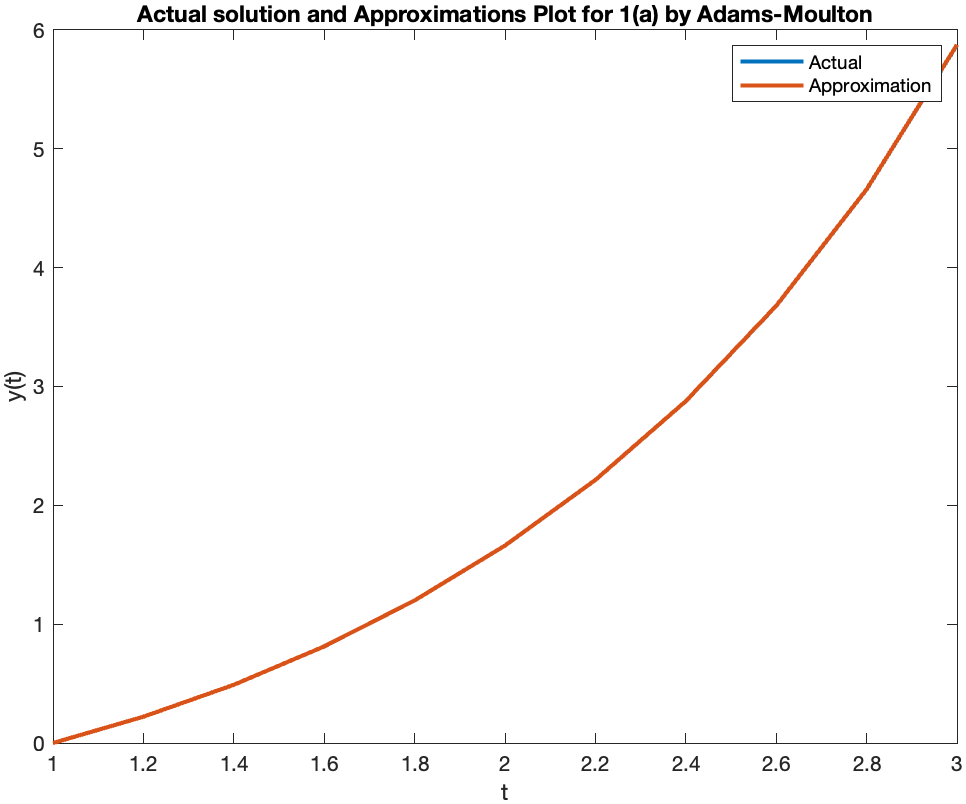 Actual solution and Approximations Plot for 1(a) by Adams-Moulton
Actual
Approximation
y(t)
6
5
4
3
2
1
0
1 1.2 1.4 1.6 1.8 2 2.2 2.4 2.6 2.8 3
t